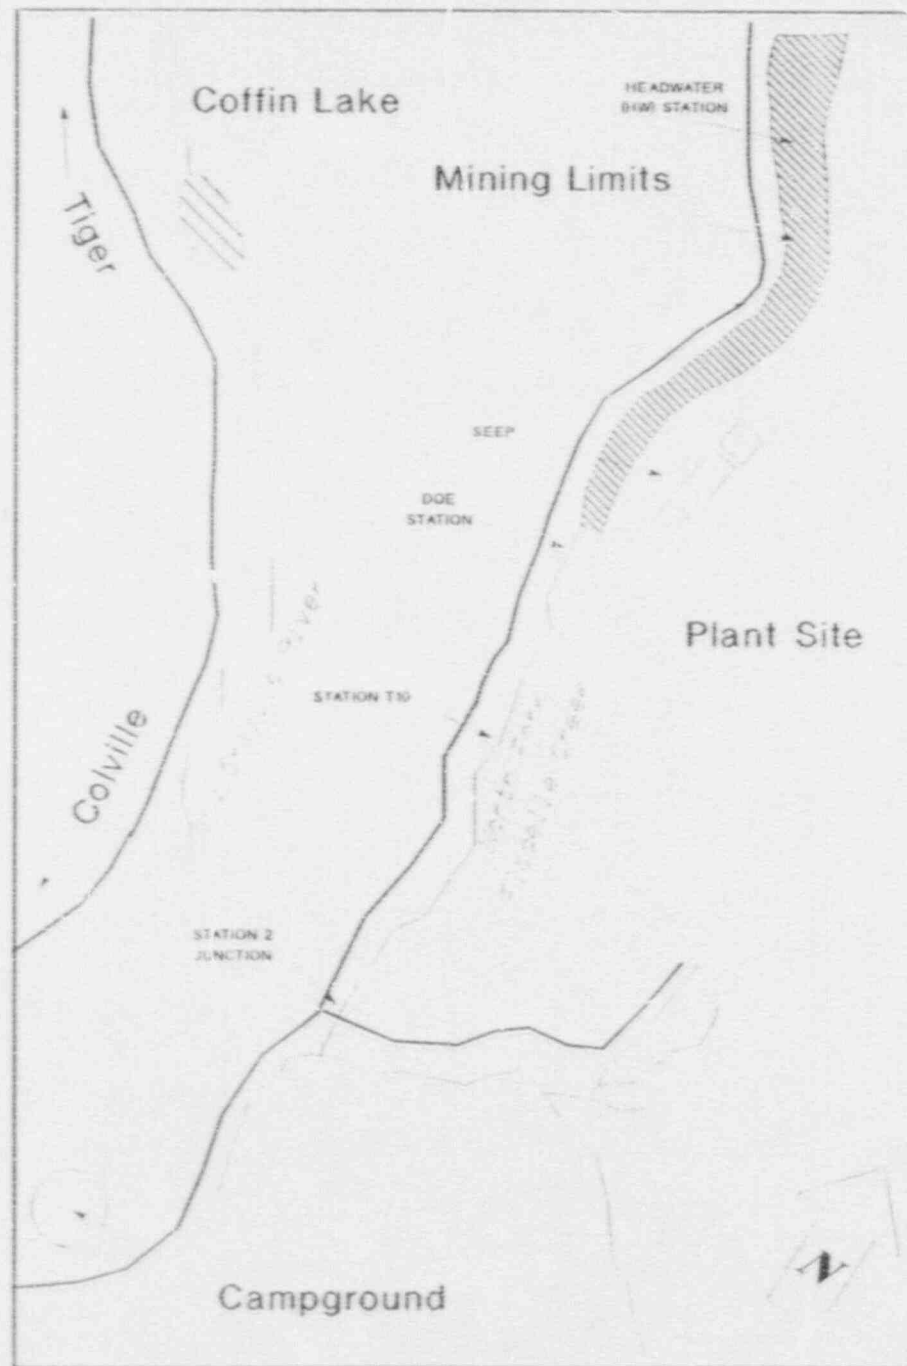 Coffin Lake
HEADWATER
(HW) STATION
Mining Limits
Tiger
SEEP
DOE
STATION
Plant Site
STATION T10
Colville
STATION 2
JUNCTION
Campground
N